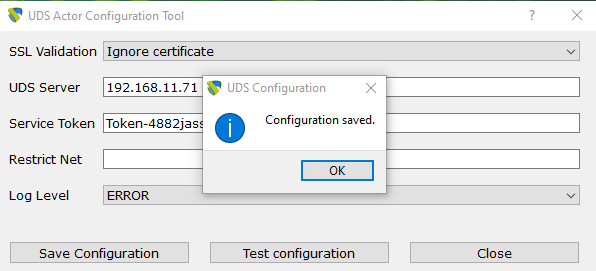 UDS Actor Configuration Tool
SSL Validation Ignore certificate
UDS Server 192.168.11.71
UDS Configuration
Service Token Token-4882jass
Configuration saved.
Restrict Net
OK
Log Level ERROR
Save Configuration Test configuration Close